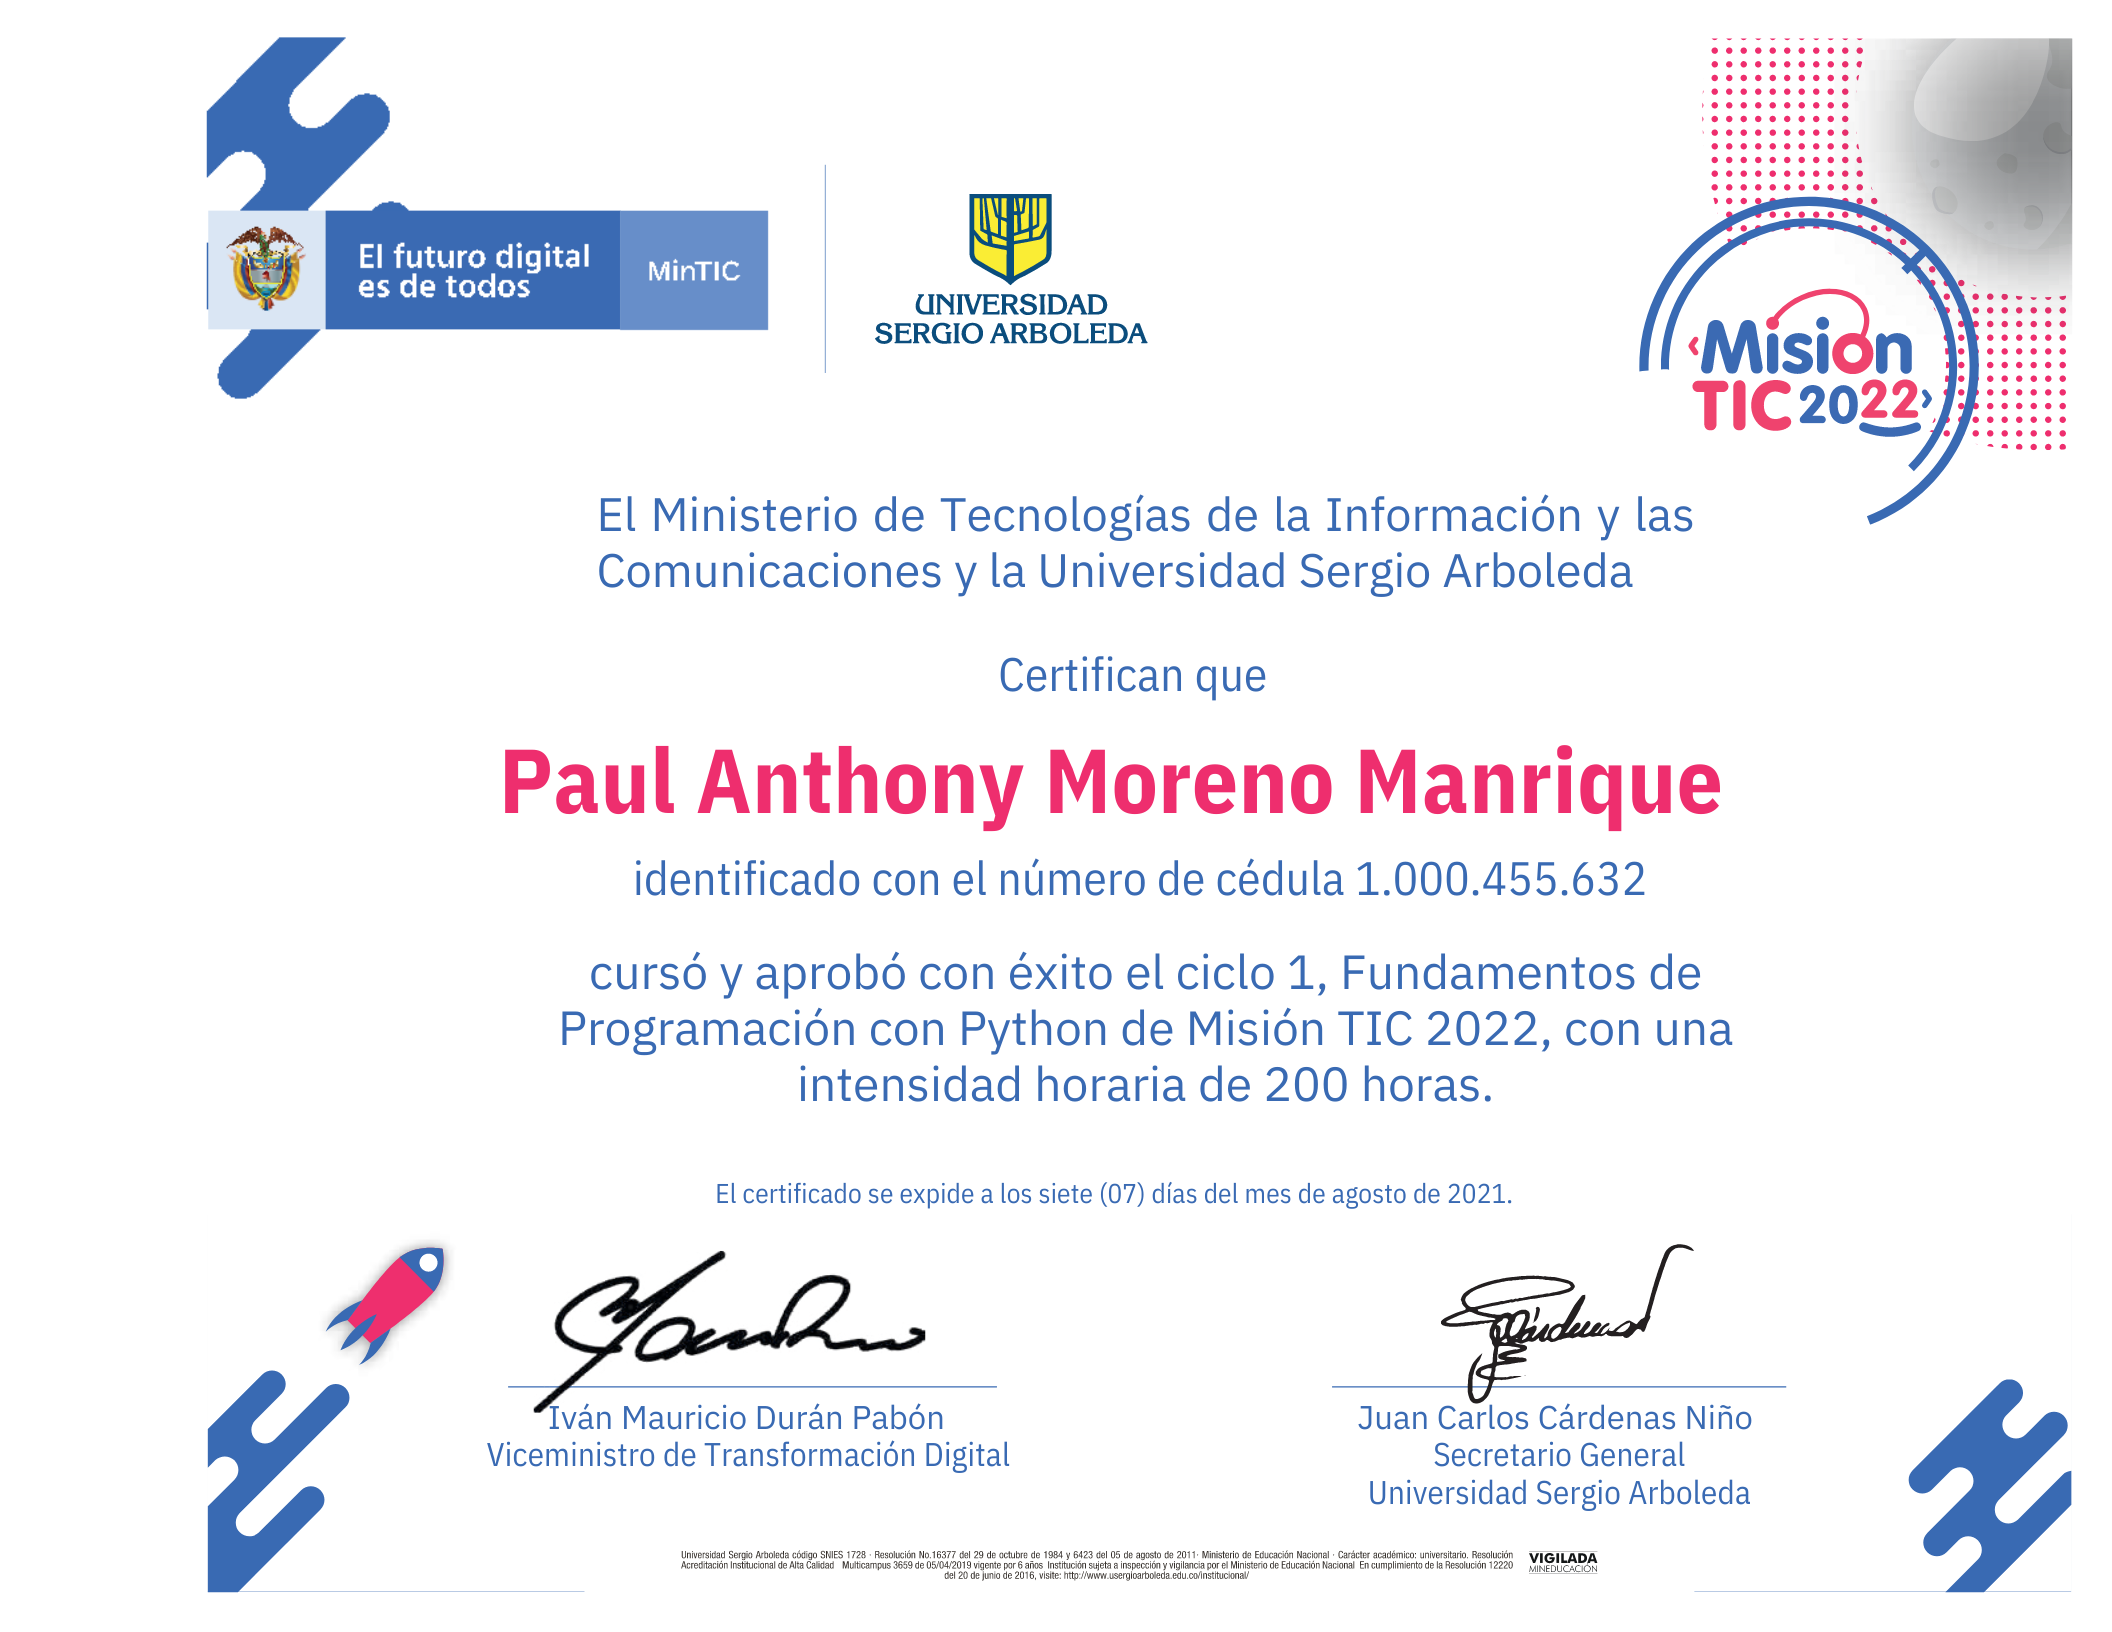 El futuro digital
es de todos
MinTIC
UNIVERSIDAD
SERGIO ARBOLEDA
‹Misión
TIC 2022›
El Ministerio de Tecnologías de la Información y las
Comunicaciones y la Universidad Sergio Arboleda
Certifican que
Paul Anthony Moreno Manrique
identificado con el número de cédula 1.000.455.632
cursó y aprobó con éxito el ciclo 1, Fundamentos de
Programación con Python de Misión TIC 2022, con una
intensidad horaria de 200 horas.
El certificado se expide a los siete (07) días del mes de agosto de 2021.
Iván Mauricio Durán Pabón
Viceministro de Transformación Digital
Juan Carlos Cárdenas Niño
Secretario General
Universidad Sergio Arboleda
Universidad Sergio Arboleda código SNIES 1728 · Resolución No.16377 del 29 de octubre de 1984 y 6423 del 05 de agosto de 2011· Ministerio de Educación Nacional · Carácter académico: universitario. Resolución
Acreditación Institucional de Alta Calidad Multicampus 3659 de 05/04/2019 vigente por 6 años Institución sujeta a inspección y vigilancia por el Ministerio de Educación Nacional En cumplimiento de la Resolución 12220
del 20 de junio de 2016, visite: http://www.usergioarboleda.edu.co/institucional/
VIGILADA
MINEDUCACIÓN